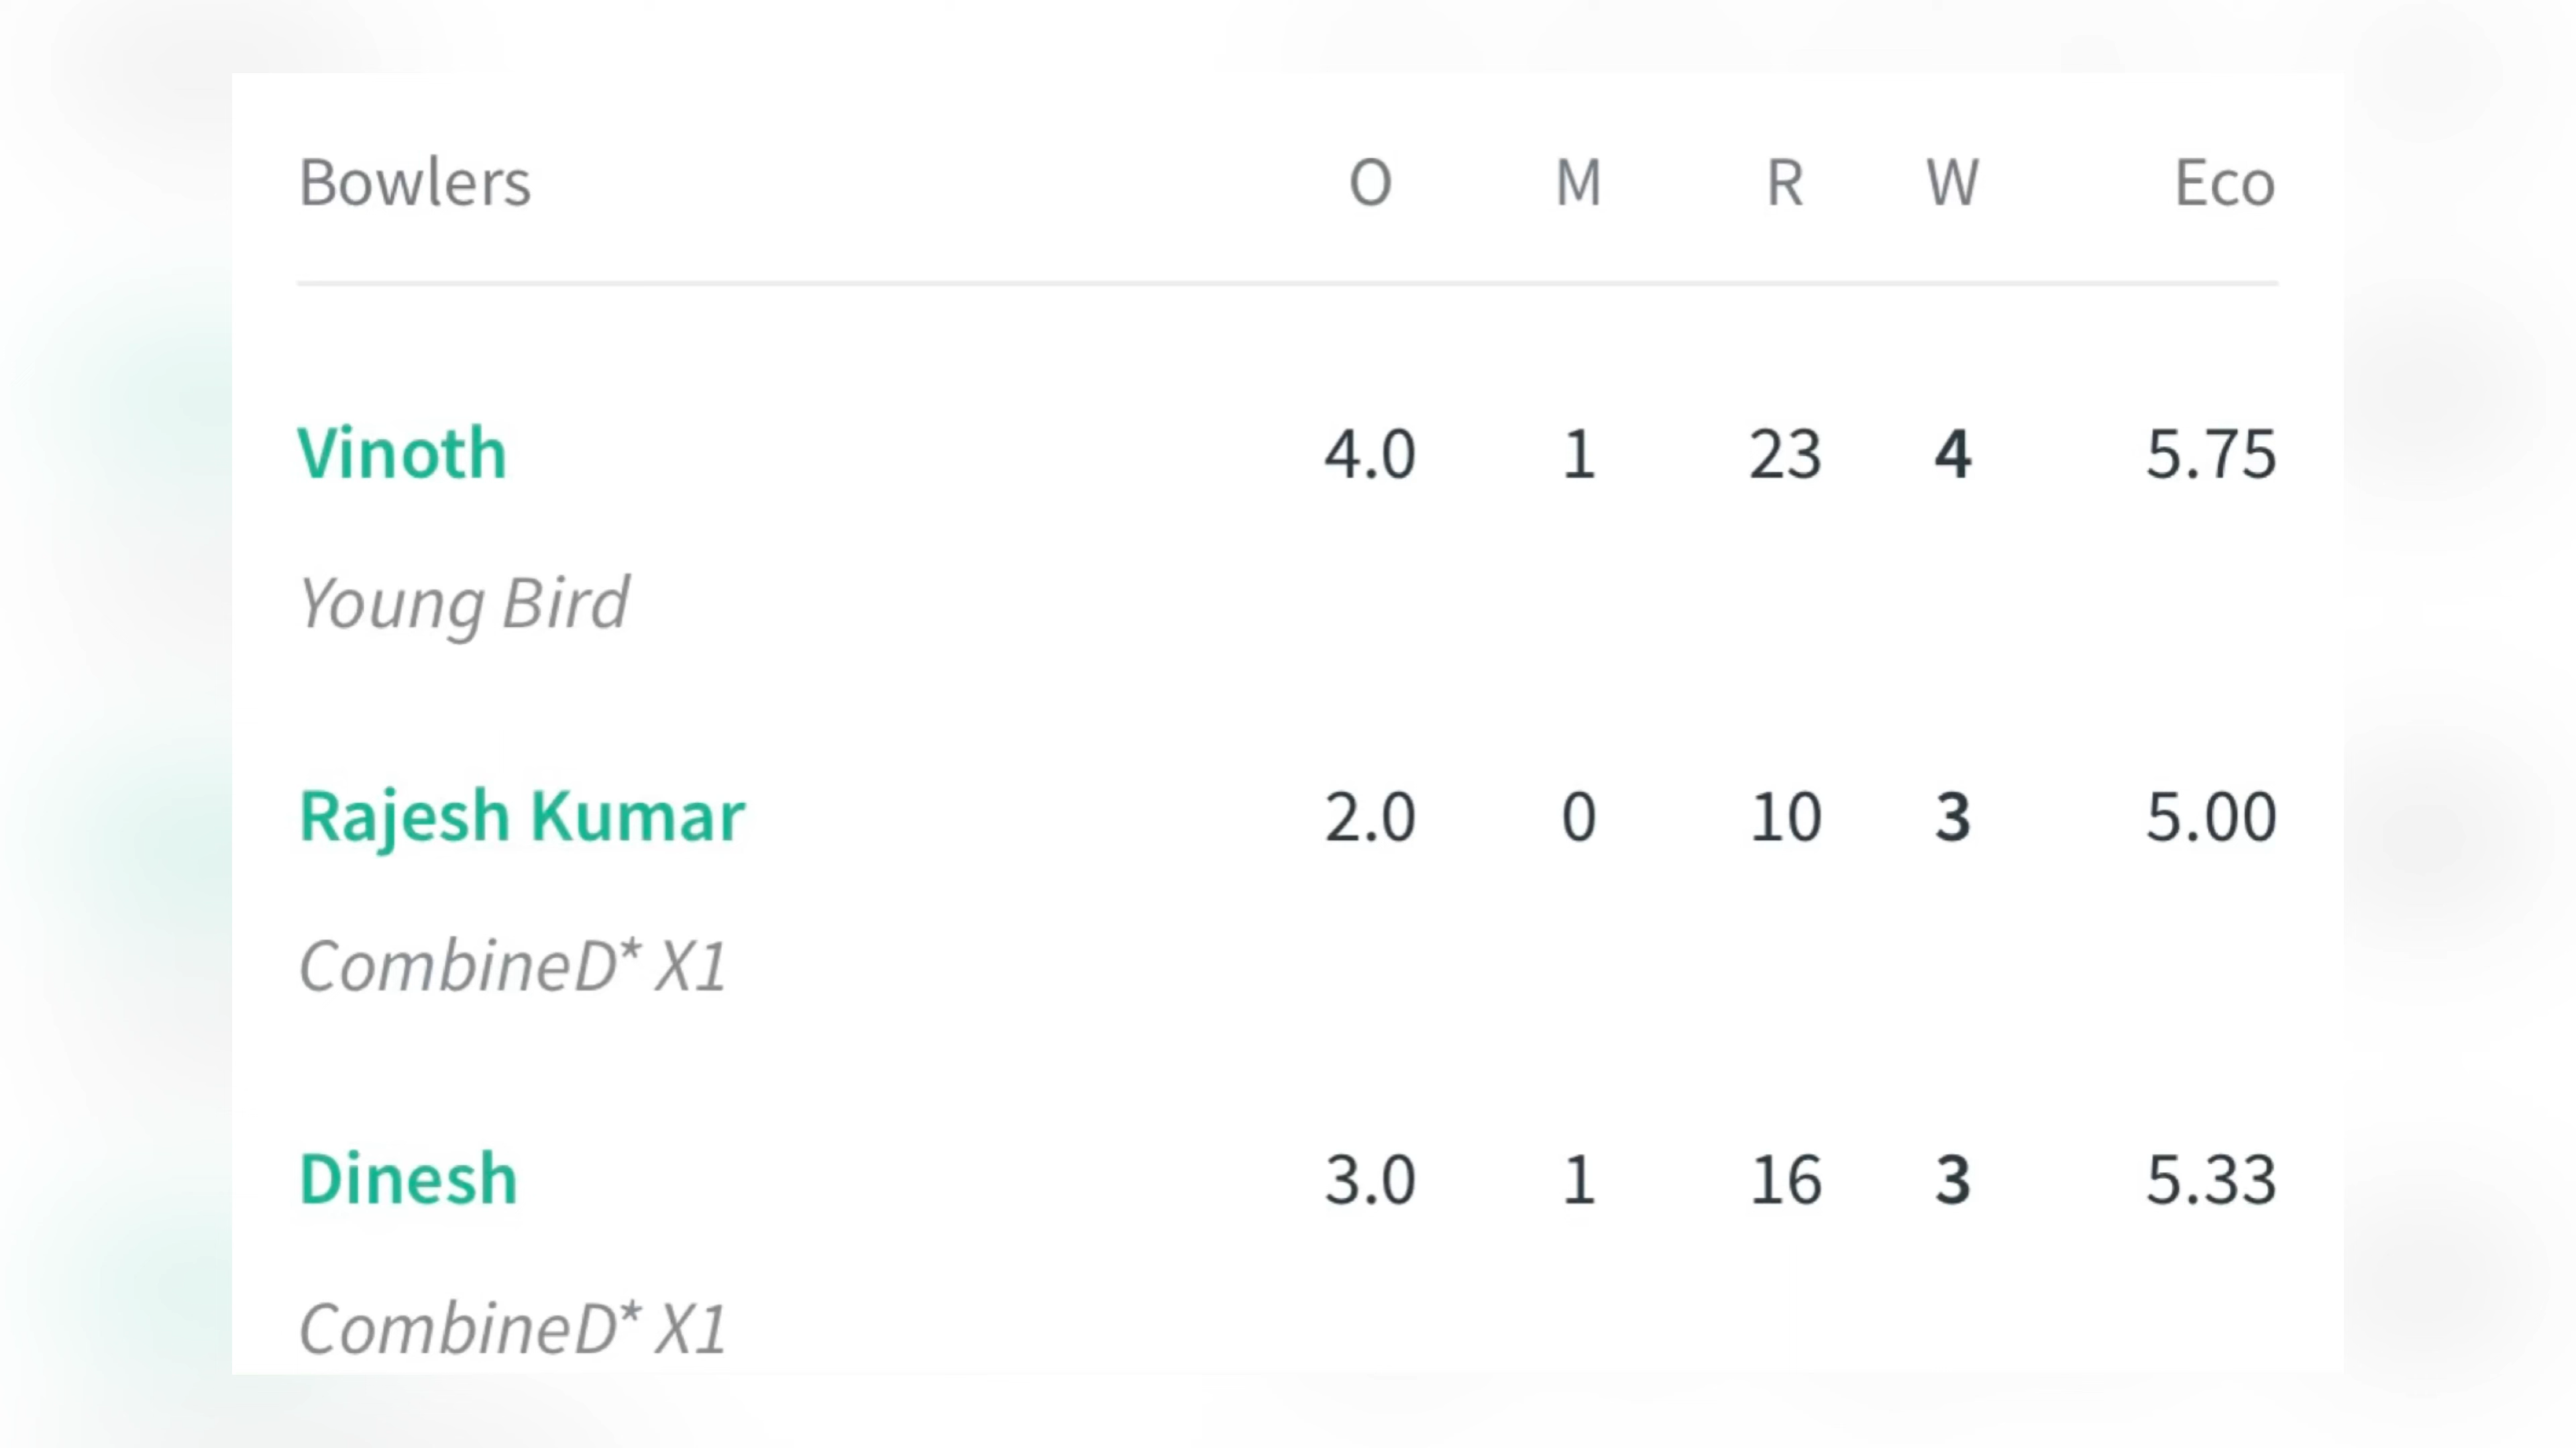 Bowlers O M R W Eco
Vinoth 4.0 1 23 4 5.75
Young Bird
Rajesh Kumar 2.0 0 10 3 5.00
CombineD* X1
Dinesh 3.0 1 16 3 5.33
CombineD* X1